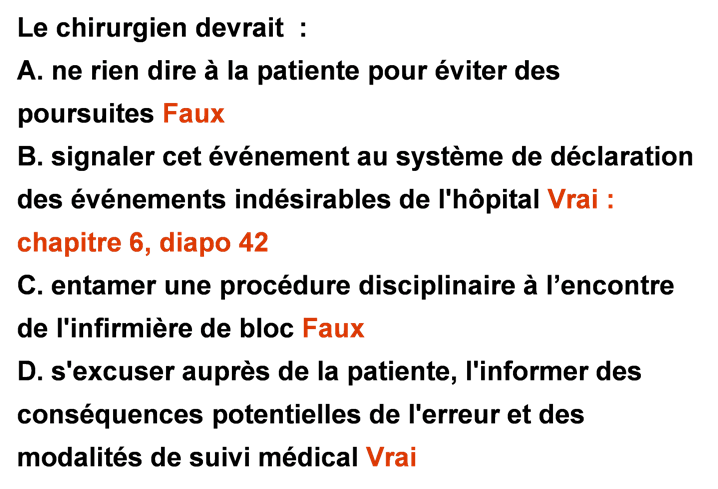 Le chirurgien devrait :
A. ne rien dire à la patiente pour éviter des
poursuites Faux
B. signaler cet événement au système de déclaration
des événements indésirables de l'hôpital Vrai :
chapitre 6, diapo 42
C. entamer une procédure disciplinaire à l’encontre
de l'infirmière de bloc Faux
D. s'excuser auprès de la patiente, l'informer des
conséquences potentielles de l'erreur et des
modalités de suivi médical Vrai